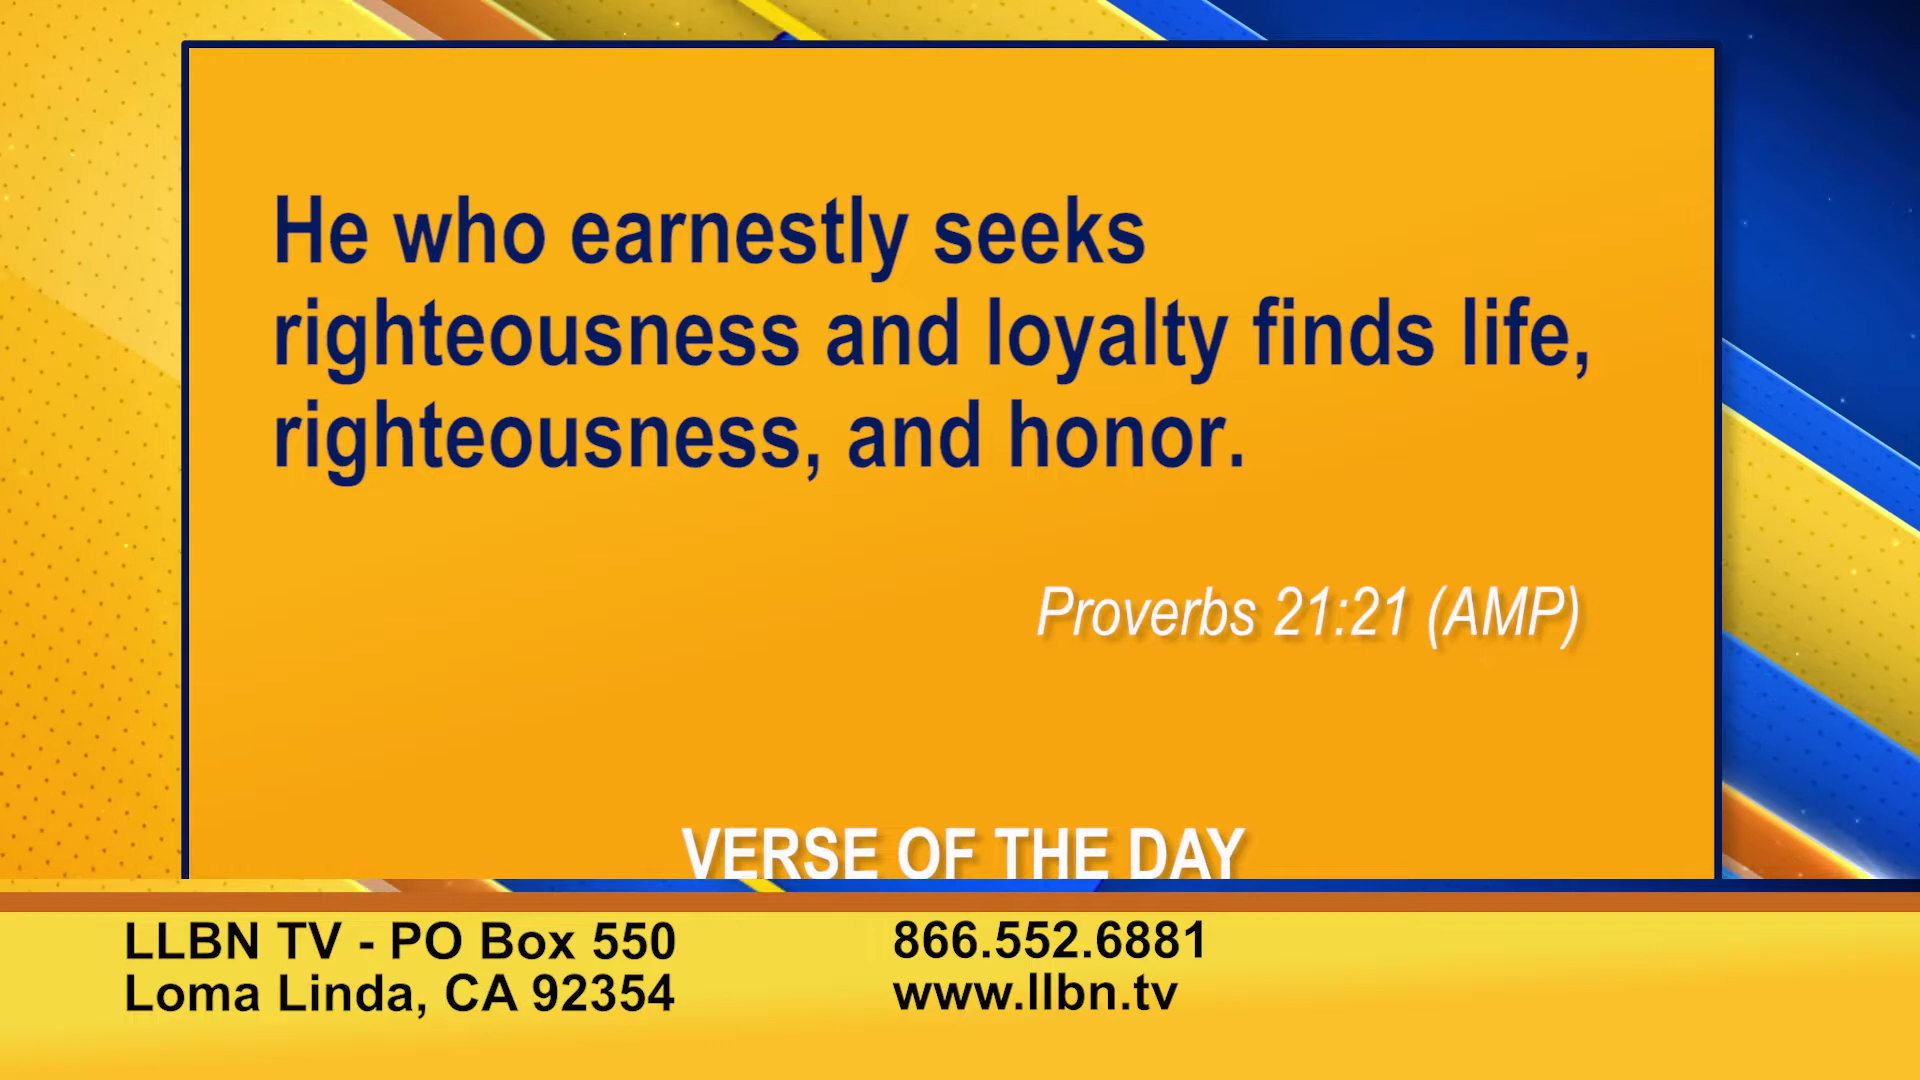 He who earnestly seeks
righteousness and loyalty finds life,
righteousness, and honor.
Proverbs 21:21 (AMP)
VERSE OF THE DAY
LLBN TV - PO Box 550
Loma Linda, CA 92354
866.552.6881
www.llbn.tv